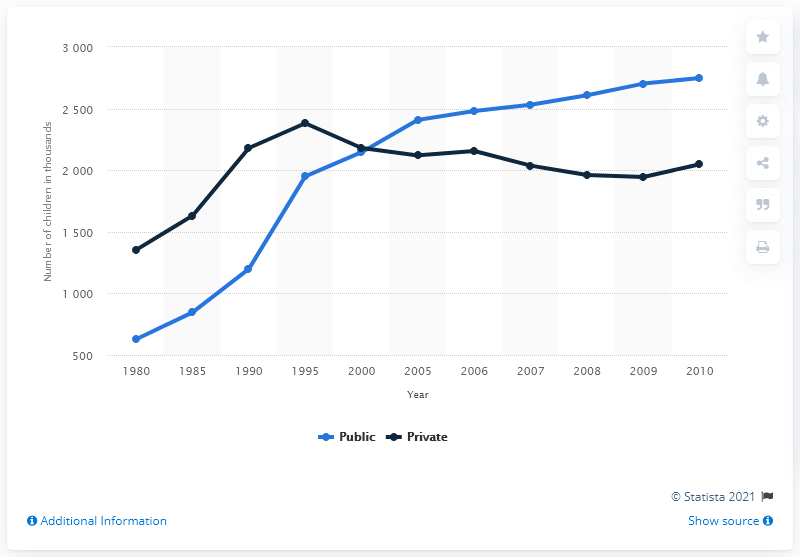 3 000
2 500
2 000
1 500
1 000
500
Number of children in thousands
1980 1985 1990 1995 2000 2005 2006 2007 2008 2009 2010
Year
Public Private
© Statista 2021
Additional Information Show source